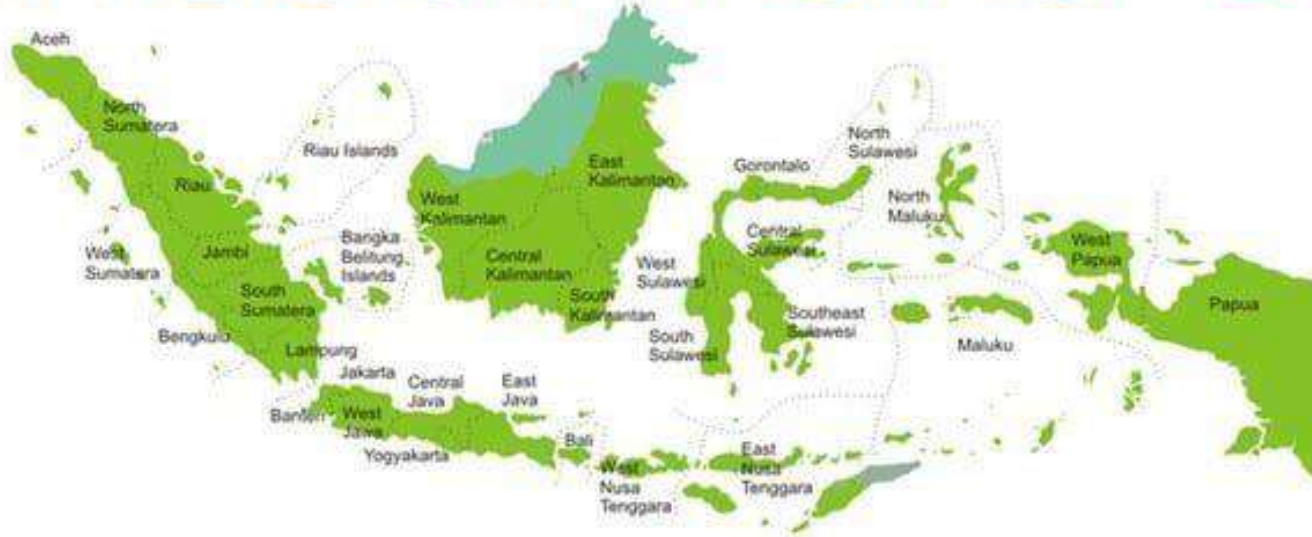 Aceh
North
Sumatera
Riau Islands
Riau
West
Sumatera
Jambi
Bangka
Belitung
Islands
South
Sumatera
Bengkulu
Lampung
Jakarta
Banten
West
Jawa
Central
Java
Yogyakarta
East
Java
Bali
West
Nusa
Tenggara
East
Nusa
Tenggara
West
Kalimantan
Central
Kalimantan
East
Kalimantan
South
Kalimantan
Gorontalo
North
Sulawesi
Central
Sulawesi
West
Sulawesi
South
Sulawesi
Southeast
Sulawesi
North
Maluku
Maluku
West
Papua
Papua